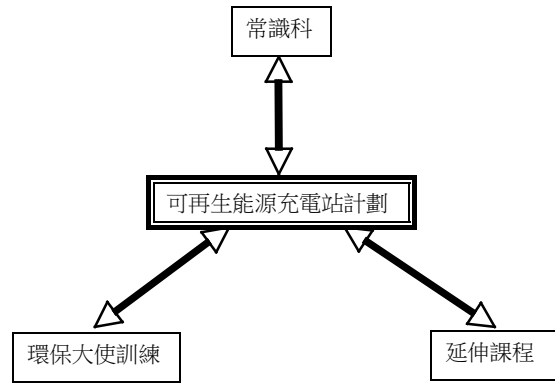 常識科
可再生能源充電站計劃
環保大使訓練
延伸課程